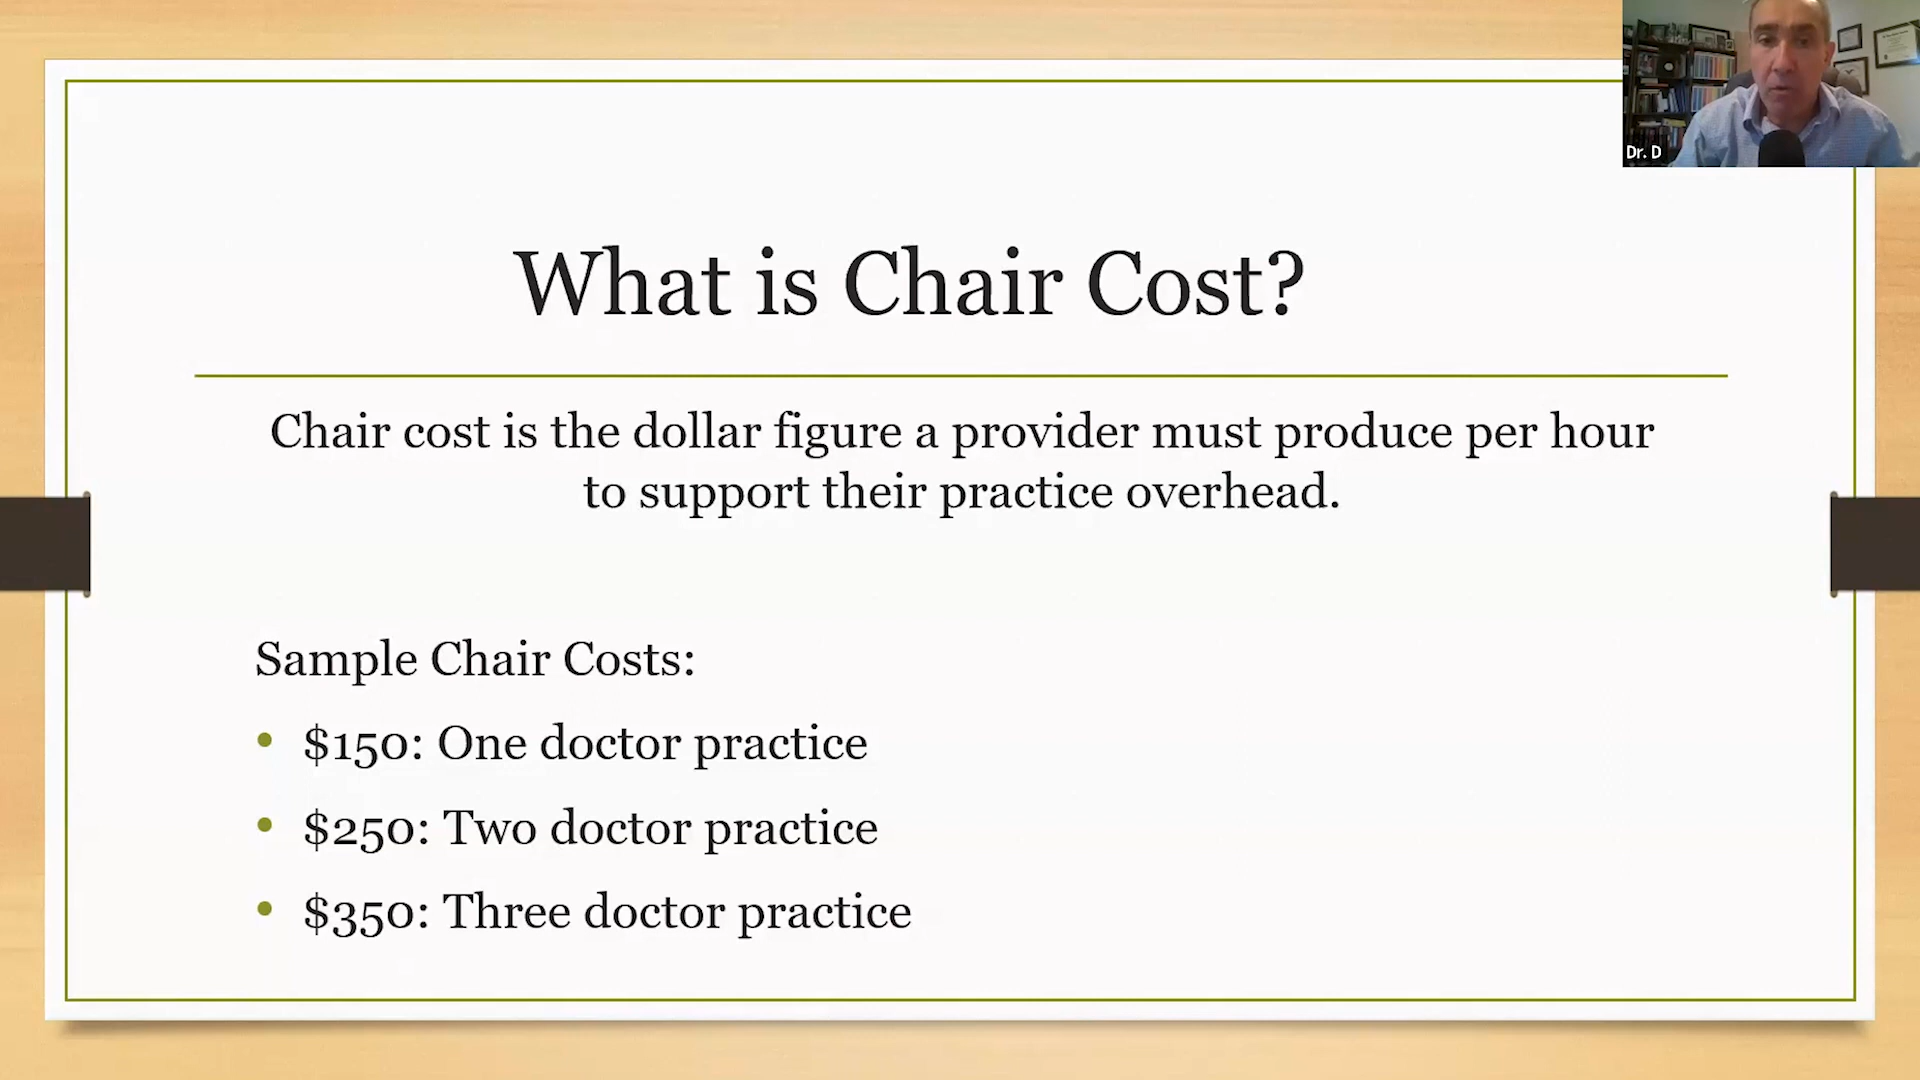 Dr. D
What is Chair Cost?
Chair cost is the dollar figure a provider must produce per hour
to support their practice overhead.
Sample Chair Costs:
• $150: One doctor practice
• $250: Two doctor practice
• $350: Three doctor practice